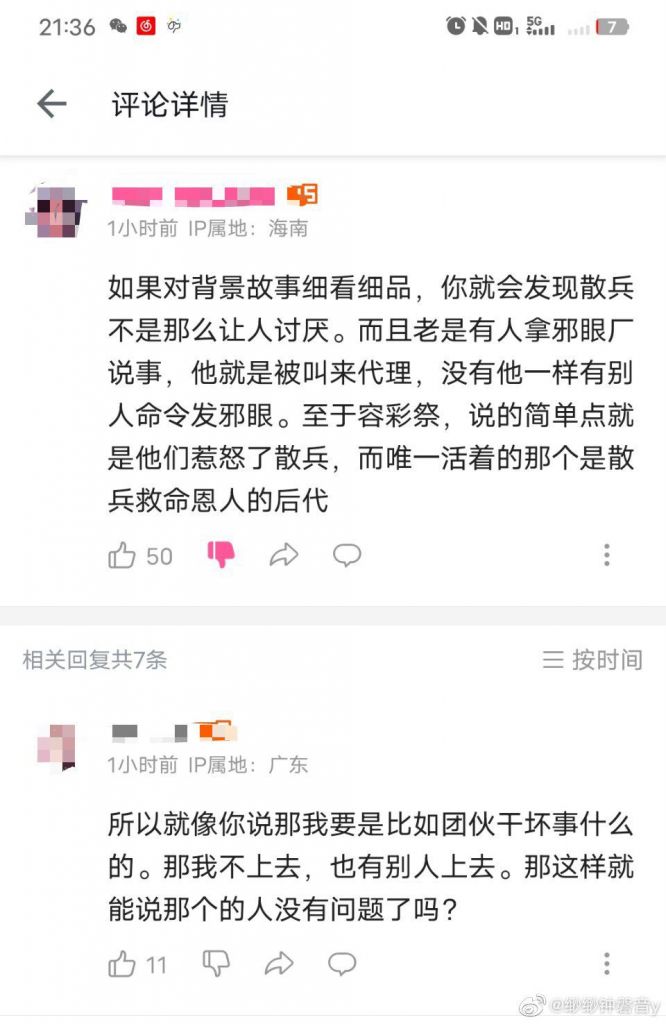 21:36
HD 1 5G 7
评论详情
1小时前 IP属地：海南
如果对背景故事细看细品，你就会发现散兵
不是那么让人讨厌。而且老是有人拿邪眼厂
说事，他就是被叫来代理，没有他一样有别
人命令发邪眼。至于容彩祭，说的简单点就
是他们惹怒了散兵，而唯一活着的那个是散
兵救命恩人的后代
50
相关回复共7条
按时间
1小时前 IP属地：广东
所以就像你说那我要是比如团伙干坏事什么
的。那我不上去，也有别人上去。那这样就
能说那个的人没有问题了吗？
11